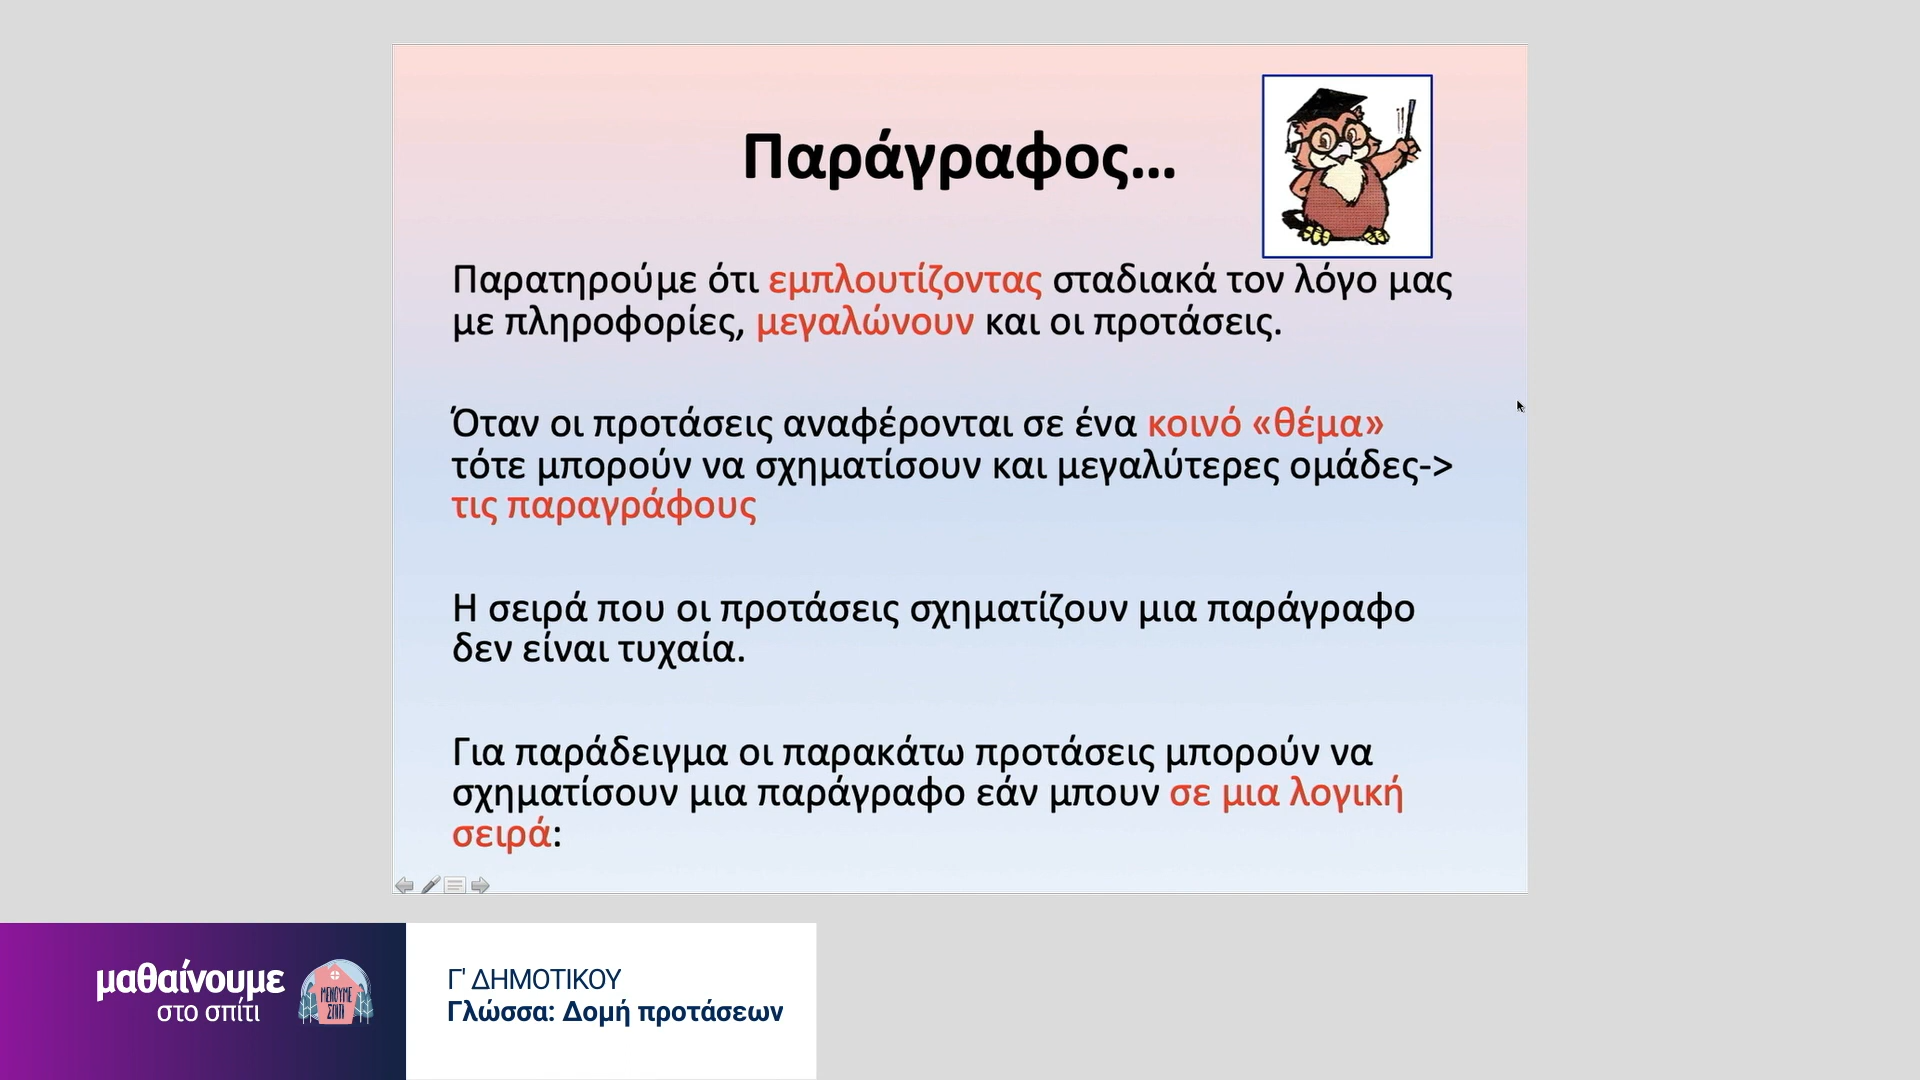 Παράγραφος...
Παρατηρούμε ότι εμπλουτίζοντας σταδιακά τον λόγο μας
με πληροφορίες, μεγαλώνουν και οι προτάσεις.
Όταν οι προτάσεις αναφέρονται σε ένα κοινό «θέμα»
τότε μπορούν να σχηματίσουν και μεγαλύτερες ομάδες->
τις παραγράφους
Η σειρά που οι προτάσεις σχηματίζουν μια παράγραφο
δεν είναι τυχαία.
Για παράδειγμα οι παρακάτω προτάσεις μπορούν να
σχηματίσουν μια παράγραφο εάν μπουν σε μια λογική
σειρά:
μαθαίνουμε
στο σπίτι
ΜΕΝΟΥΜΕ
ΣΠΙΤΙ
Γ' ΔΗΜΟΤΙΚΟΥ
Γλώσσα: Δομή προτάσεων